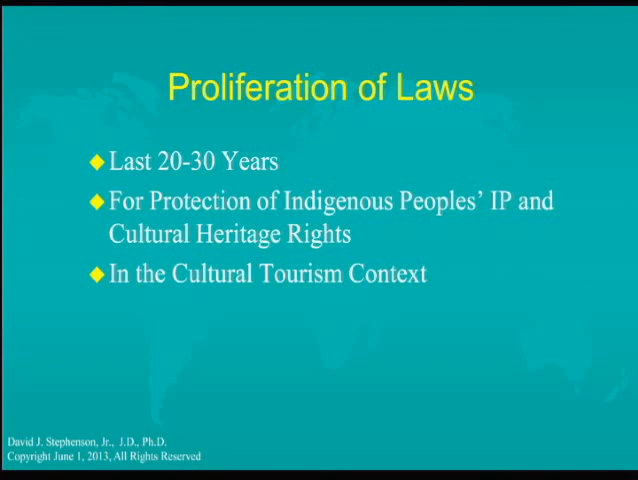 Proliferation of Laws
Last 20-30 Years
For Protection of Indigenous Peoples' IP and
Cultural Heritage Rights
In the Cultural Tourism Context
David J. Stephenson, Jr., J.D., Ph.D.
Copyright June 1, 2013, All Rights Reserved